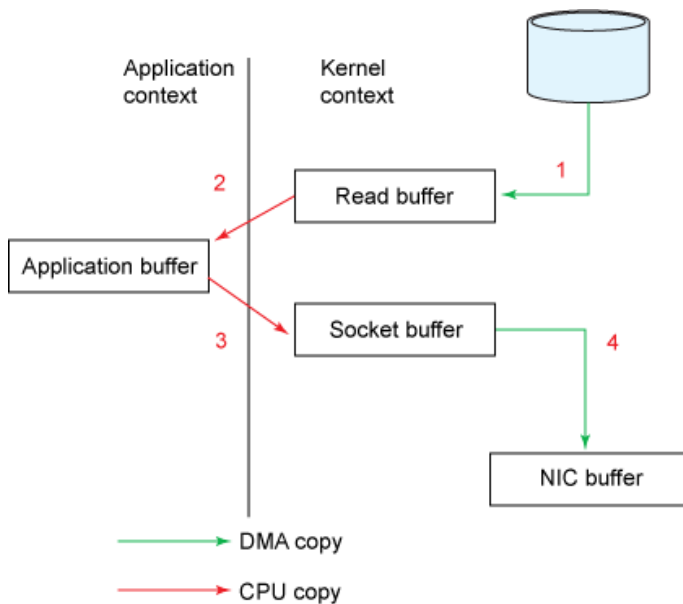 Application
context
Kernel
context
1
2
Read buffer
Application buffer
3
Socket buffer
4
NIC buffer
DMA copy
CPU copy